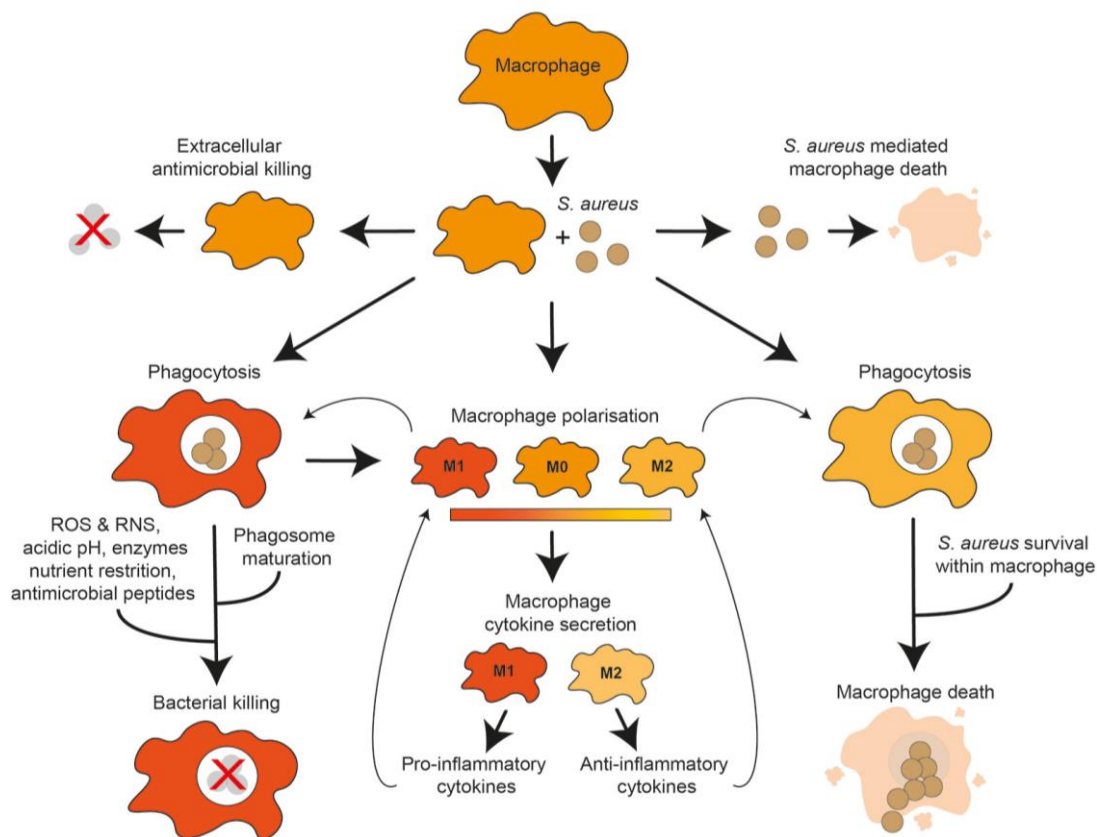 Macrophage
Extracellular
antimicrobial killing
S. aureus mediated
macrophage death
S. aureus
+
Phagocytosis
Macrophage polarisation
Phagocytosis
M1
M0
M2
ROS & RNS,
acidic pH, enzymes
nutrient restrition,
antimicrobial peptides
Phagosome
maturation
S. aureus survival
within macrophage
Macrophage
cytokine secretion
M1
M2
Bacterial killing
Macrophage death
Pro-inflammatory
cytokines
Anti-inflammatory
cytokines